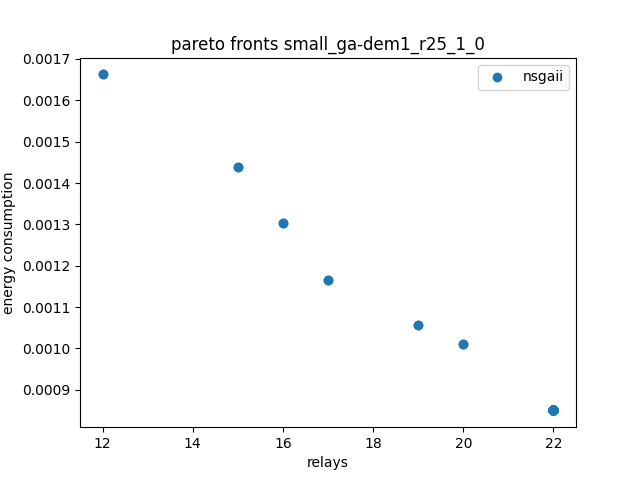 pareto fronts small_ga-dem1_r25_1_0
nsgaii
0.0017
0.0016
0.0015
0.0014
0.0013
0.0012
0.0011
0.0010
0.0009
energy consumption
12 14 16 18 20 22
relays